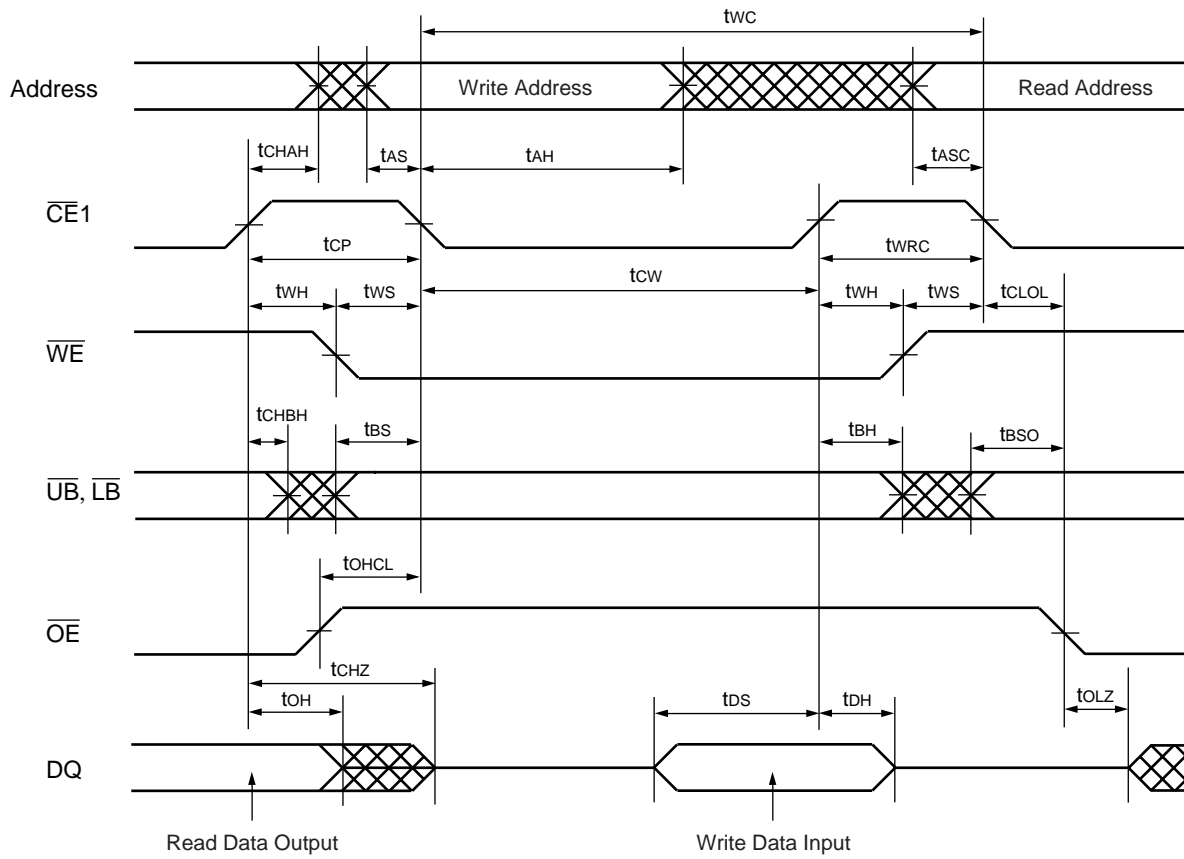 tWC
Address
Write Address
Read Address
tCHAH
tAS
tAH
tASC
CE1
tCP
tWRC
tCW
tWH
tWS
tWH
tWS
tCLOL
WE
tCHBH
tBS
tBH
tBSO
UB, LB
tOHCL
OE
tCHZ
tOH
tDS
tDH
tOLZ
DQ
Read Data Output
Write Data Input